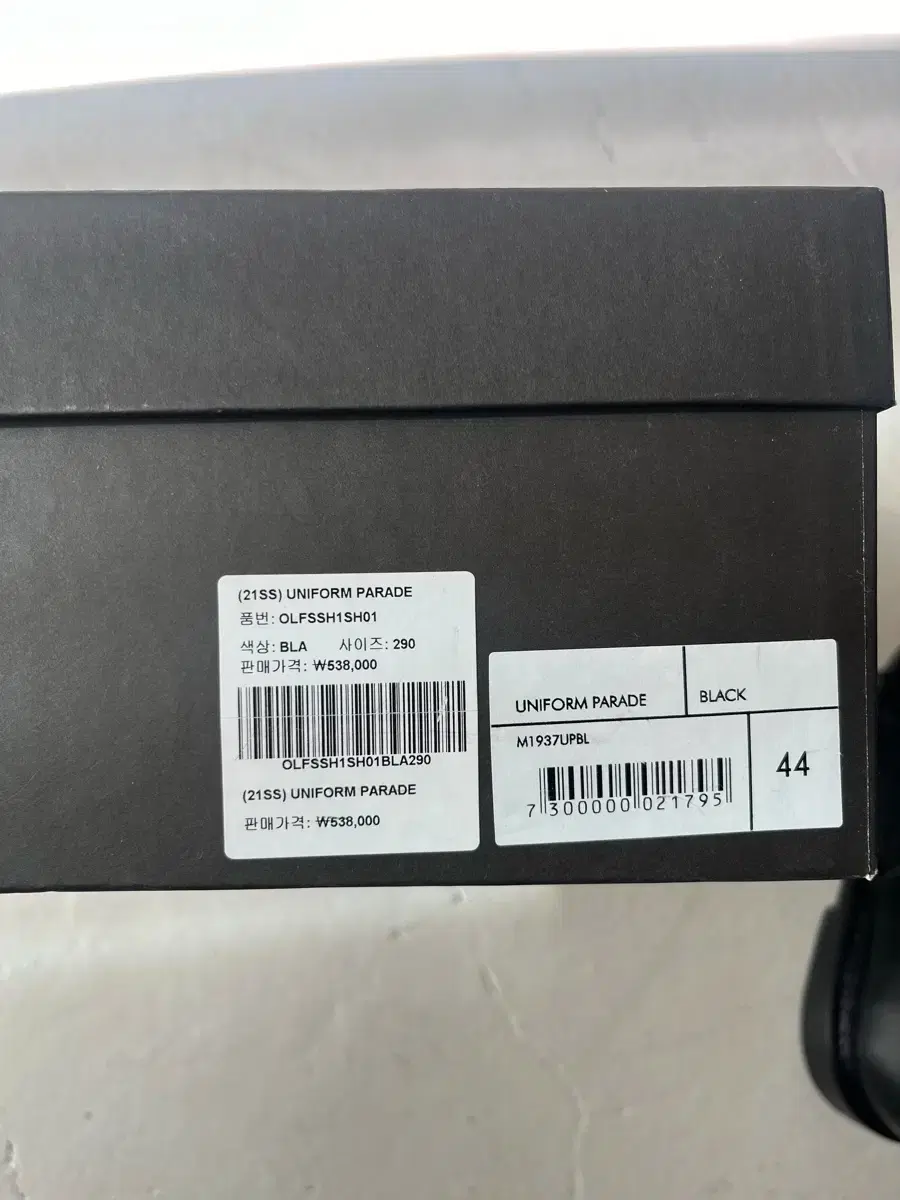 (21SS) UNIFORM PARADE
품번: OLFSSH1SH01
색상: BLA 사이즈: 290
판매가격: ₩538,000
OLFSSH1SH01BLA290
(21SS) UNIFORM PARADE
판매가격: ₩538,000
UNIFORM PARADE BLACK
M1937UPBL
7 300000 021795
44